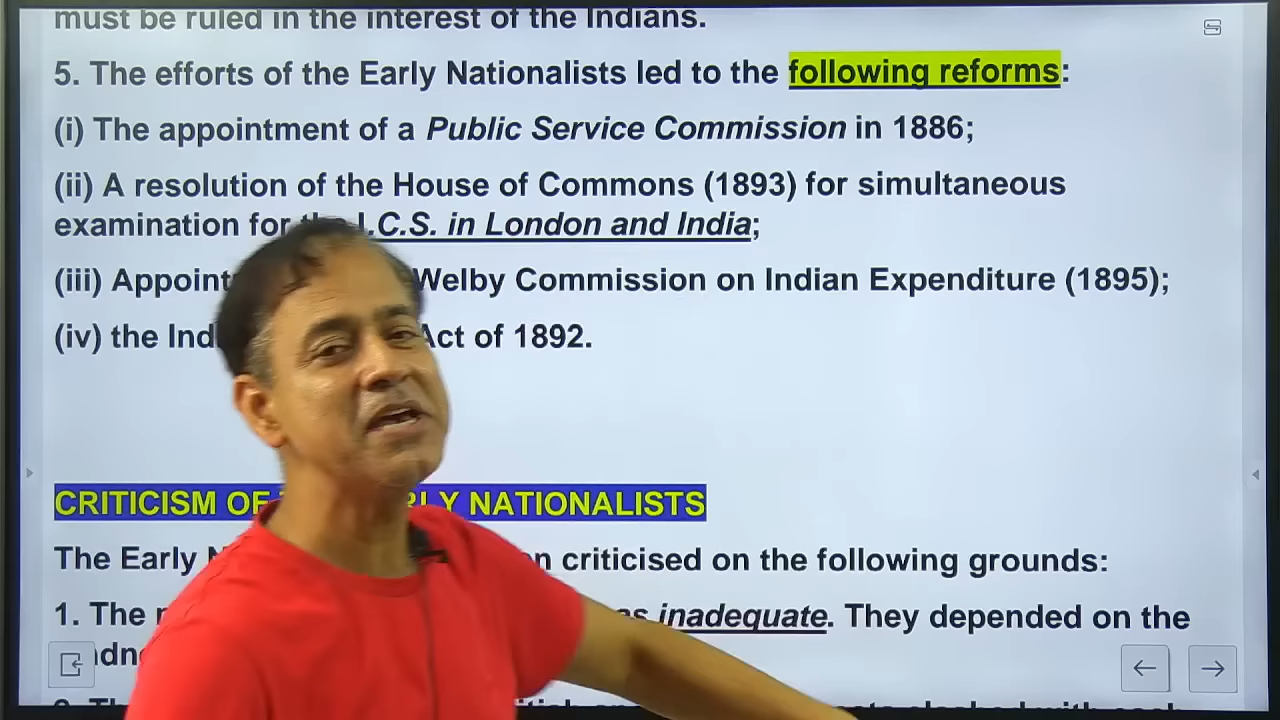 must be ruled in the interest of the Indians.
5. The efforts of the Early Nationalists led to the following reforms:
(i) The appointment of a Public Service Commission in 1886;
(ii) A resolution of the House of Commons (1893) for simultaneous
examination for the I.C.S. in London and India;
(iii) Welby Commission on Indian Expenditure (1895);
(iv) the Act of 1892.
CRITICISM OF NATIONALISTS
The Early criticised on the following grounds:
1. The inadequate. They depended on the